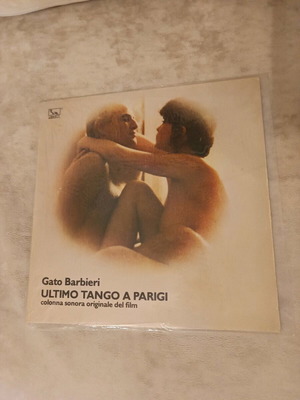 Gato Barbieri
ULTIMO TANGO A PARIGI
colonna sonora originale del film